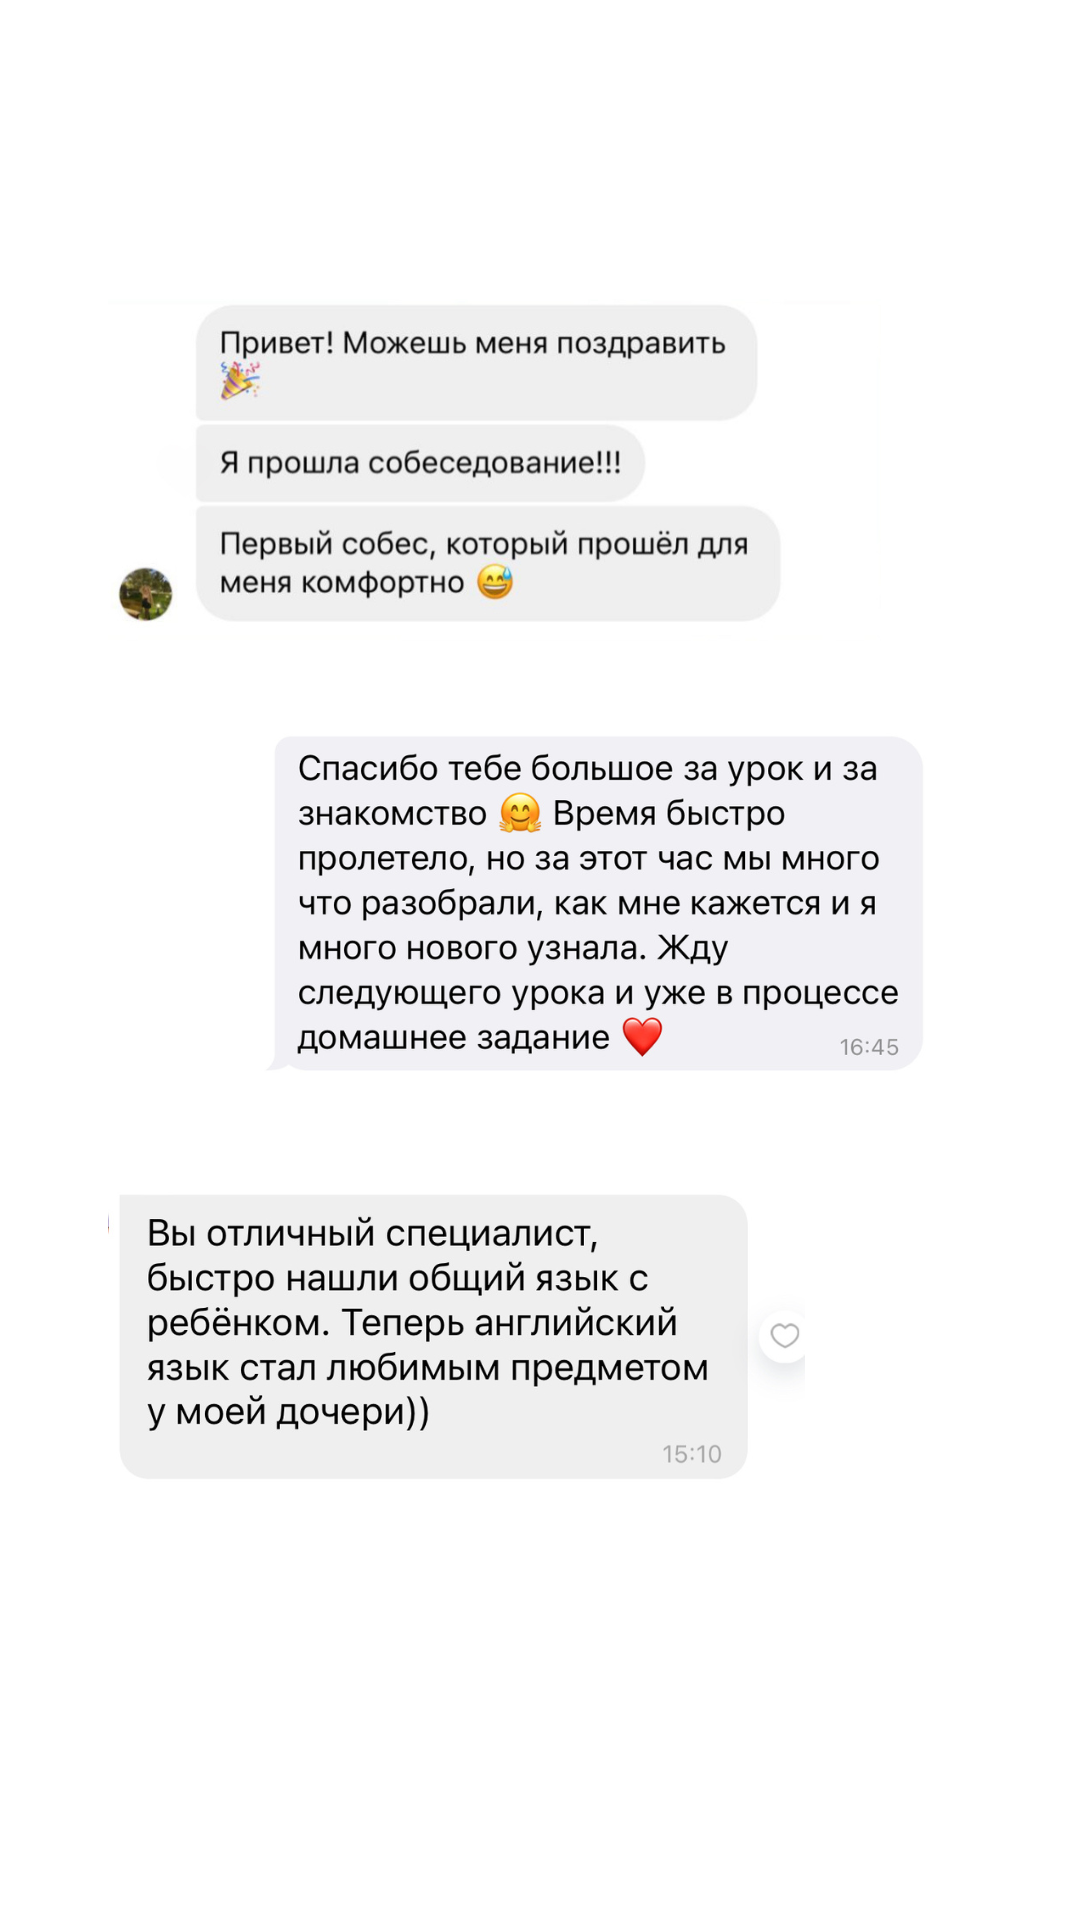 Привет! Можешь меня поздравить
🎉
Я прошла собеседование!!!
Первый собес, который прошёл для
меня комфортно 😅
Спасибо тебе большое за урок и за
знакомство 🤗 Время быстро
пролетело, но за этот час мы много
что разобрали, как мне кажется и я
много нового узнала. Жду
следующего урока и уже в процессе
домашнее задание ❤️
16:45
Вы отличный специалист,
быстро нашли общий язык с
ребёнком. Теперь английский
язык стал любимым предметом
у моей дочери))
15:10